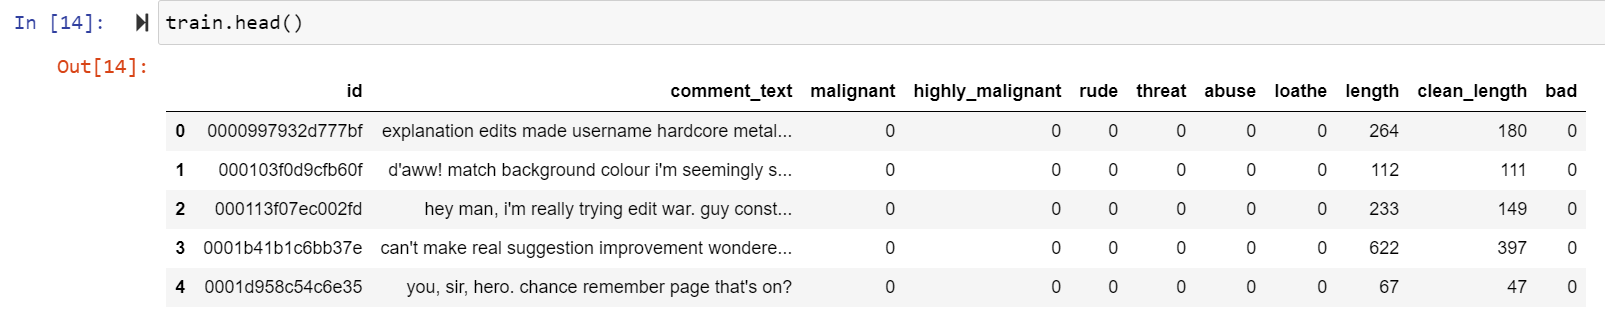 In [14]: train.head()
Out[14]:
id comment_text malignant highly_malignant rude threat abuse loathe length clean_length bad
0 0000997932d777bf explanation edits made username hardcore metal... 0 0 0 0 0 0 264 180 0
1 000103f0d9cfb60f d'aww! match background colour i'm seemingly s... 0 0 0 0 0 0 112 111 0
2 000113f07ec002fd hey man, i'm really trying edit war. guy const... 0 0 0 0 0 0 233 149 0
3 0001b41b1c6bb37e can't make real suggestion improvement wondere... 0 0 0 0 0 0 622 397 0
4 0001d958c54c6e35 you, sir, hero. chance remember page that's on? 0 0 0 0 0 0 67 47 0